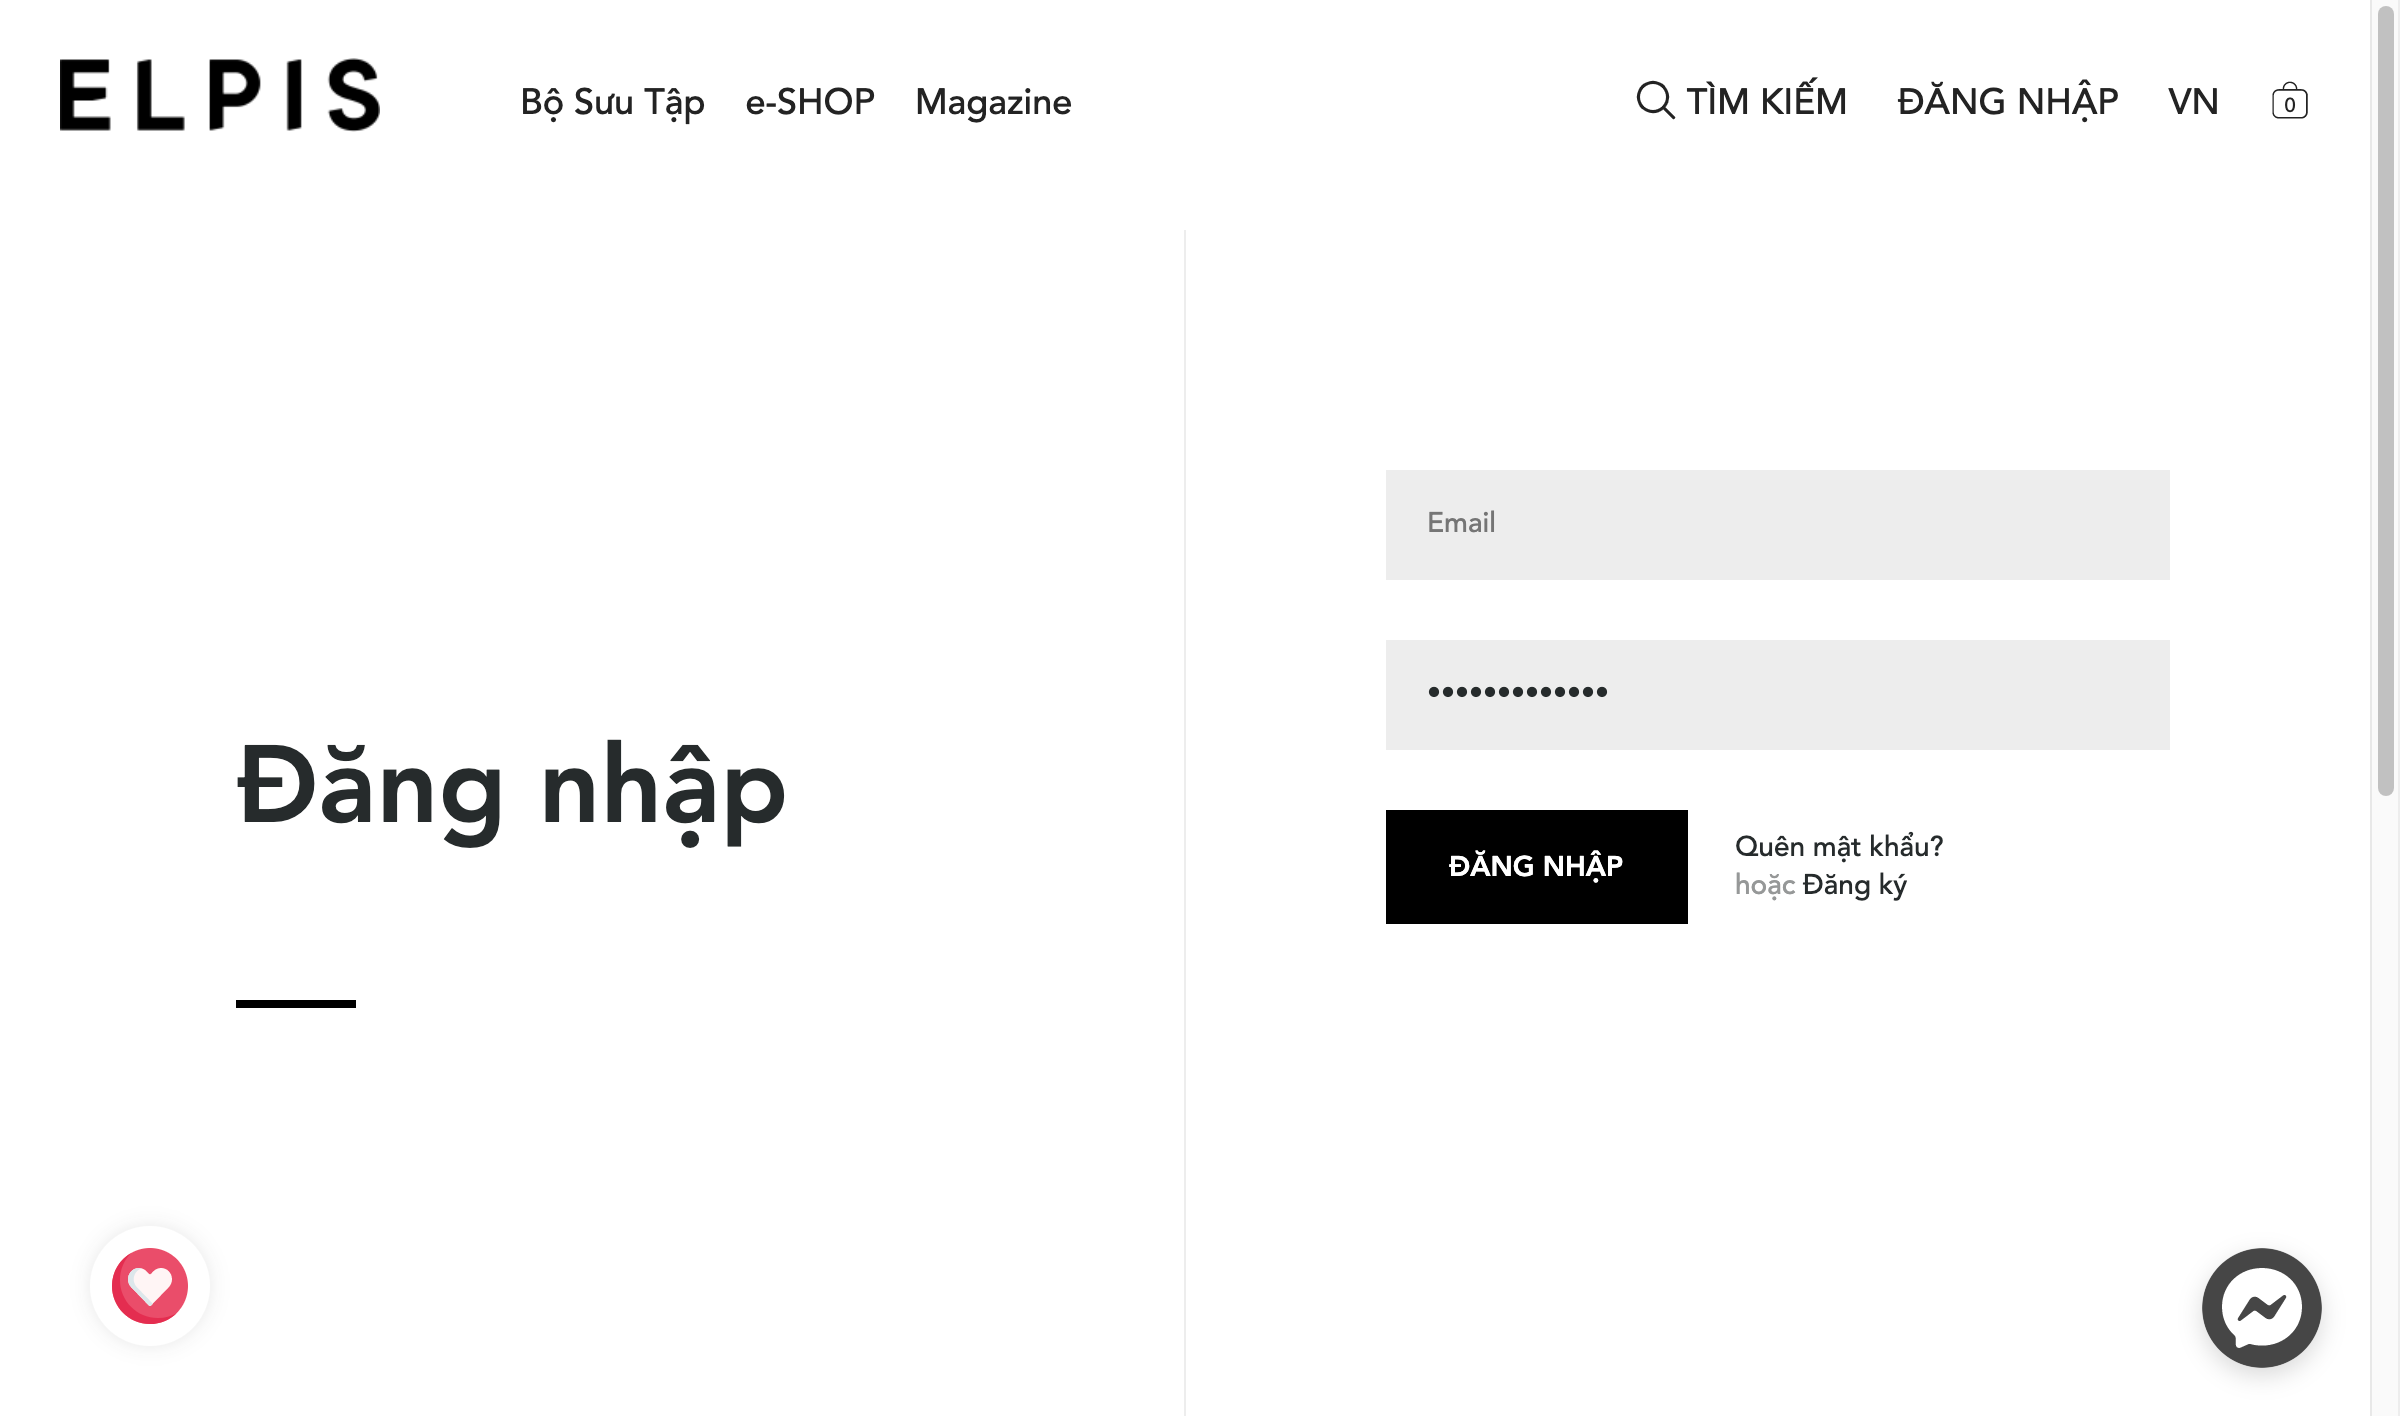 ELPIS
Bộ Sưu Tập e-SHOP Magazine
TÌM KIẾM ĐĂNG NHẬP VN 0
Đăng nhập
Email
•••••••••••••
ĐĂNG NHẬP
Quên mật khẩu?
hoặc Đăng ký